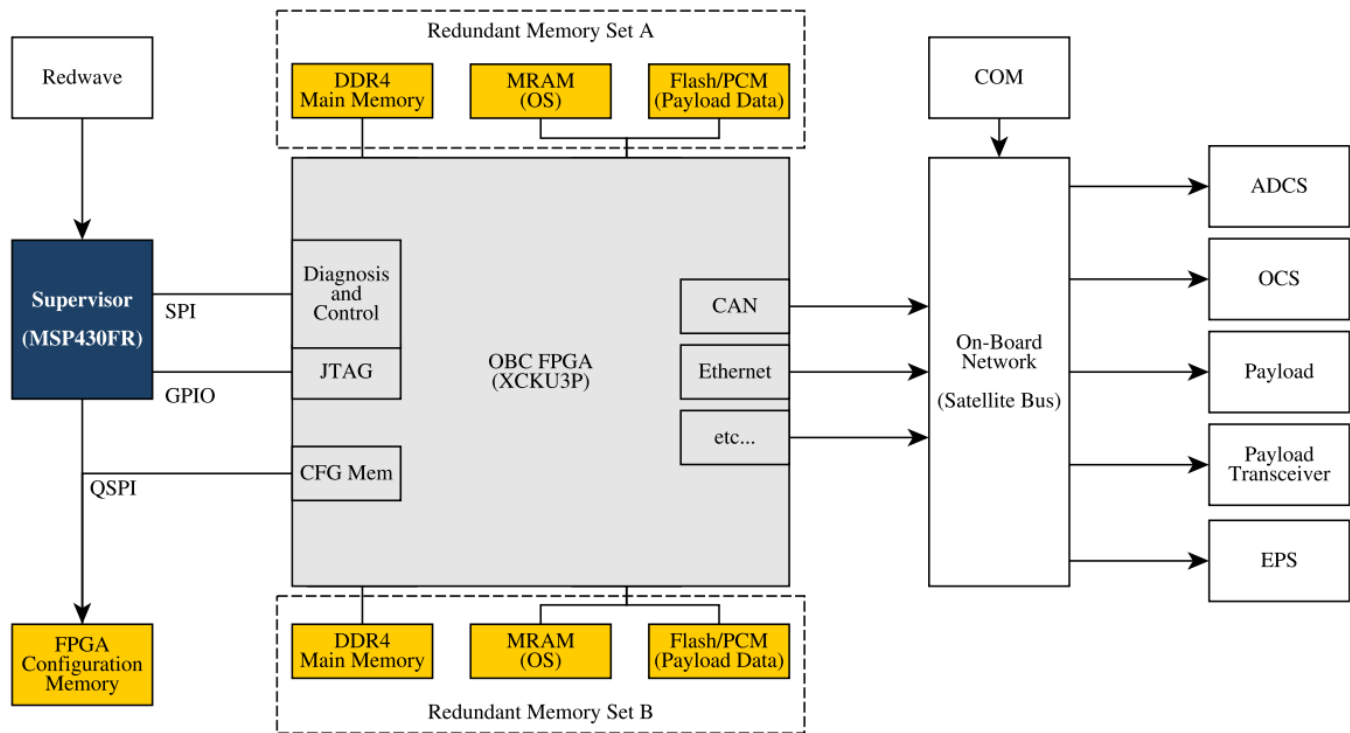 Redundant Memory Set A
Redwave
DDR4
Main Memory
MRAM
(OS)
Flash/PCM
(Payload Data)
COM
Supervisor
(MSP430FR)
SPI
GPIO
QSPI
Diagnosis
and
Control
JTAG
CFG Mem
OBC FPGA
(XCKU3P)
CAN
Ethernet
etc...
On-Board
Network
(Satellite Bus)
ADCS
OCS
Payload
Payload
Transceiver
EPS
FPGA
Configuration
Memory
DDR4
Main Memory
MRAM
(OS)
Flash/PCM
(Payload Data)
Redundant Memory Set B